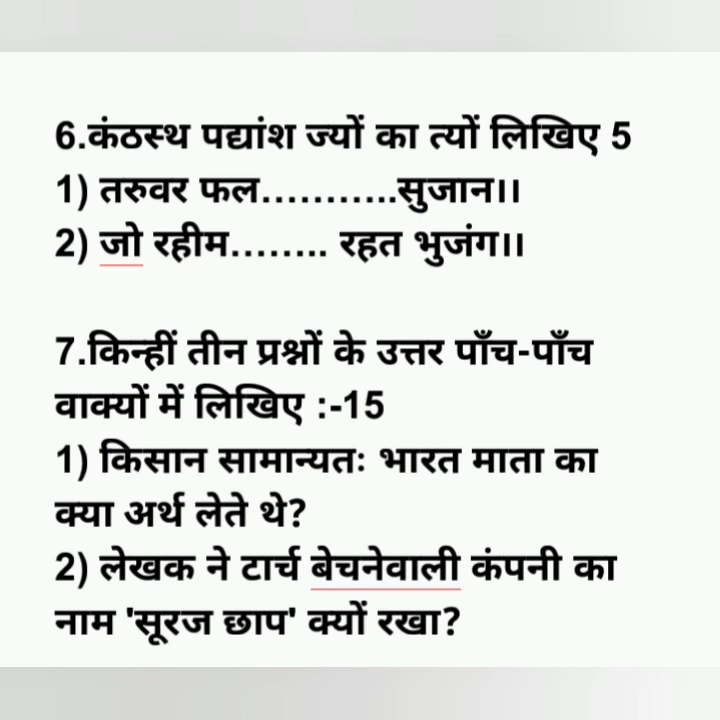 6.कंठस्थ पद्यांश ज्यों का त्यों लिखिए 5
1) तरुवर फल...........सुजान।।
2) जो रहीम........ रहत भुजंग।।
7.किन्हीं तीन प्रश्नों के उत्तर पाँच-पाँच
वाक्यों में लिखिए :-15
1) किसान सामान्यतः भारत माता का
क्या अर्थ लेते थे?
2) लेखक ने टार्च बेचनेवाली कंपनी का
नाम 'सूरज छाप' क्यों रखा?